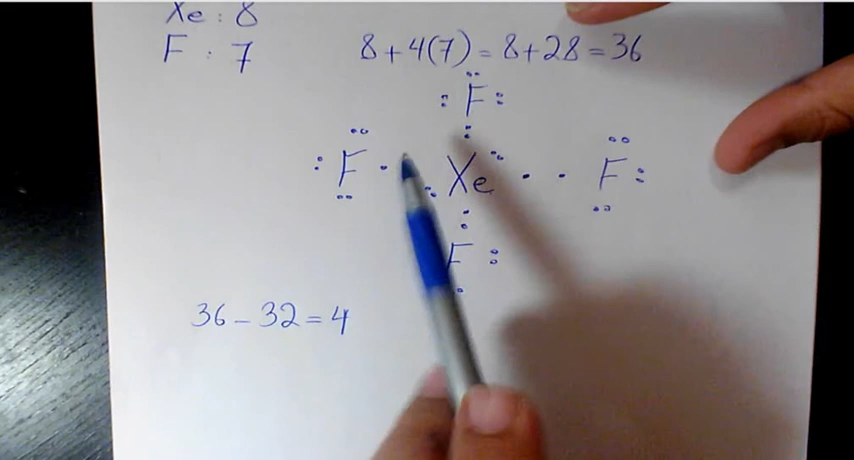 Xe : 8
F : 7
8+4(7) = 8+28 = 36
F
F Xe F
F
36 - 32 = 4